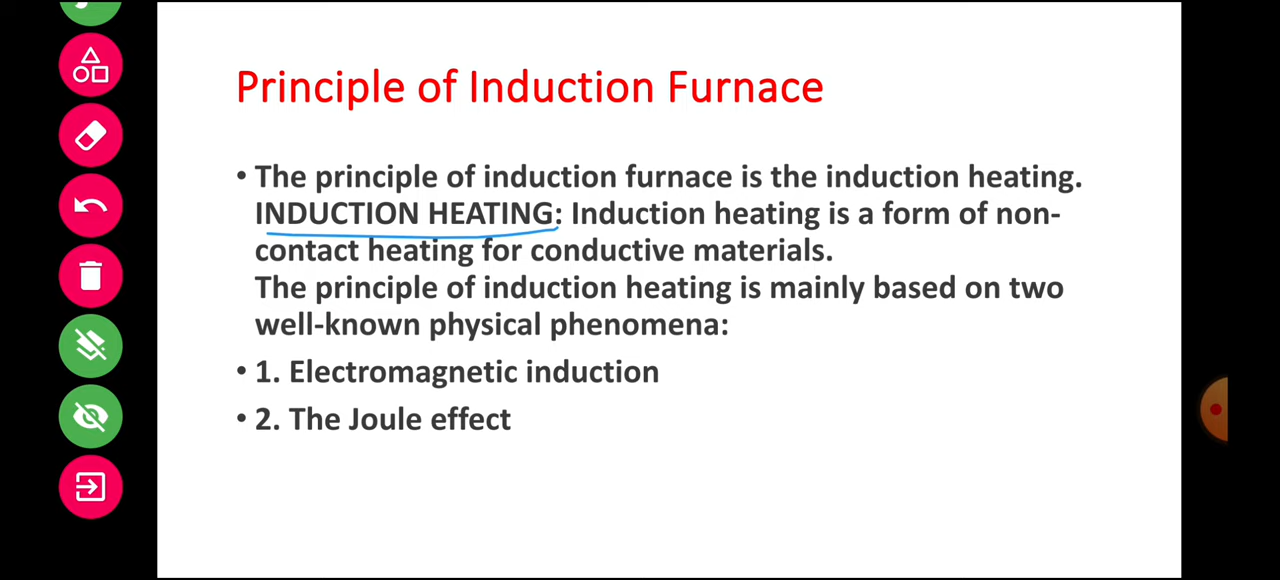 Principle of Induction Furnace
• The principle of induction furnace is the induction heating.
INDUCTION HEATING: Induction heating is a form of non-
contact heating for conductive materials.
The principle of induction heating is mainly based on two
well-known physical phenomena:
• 1. Electromagnetic induction
• 2. The Joule effect